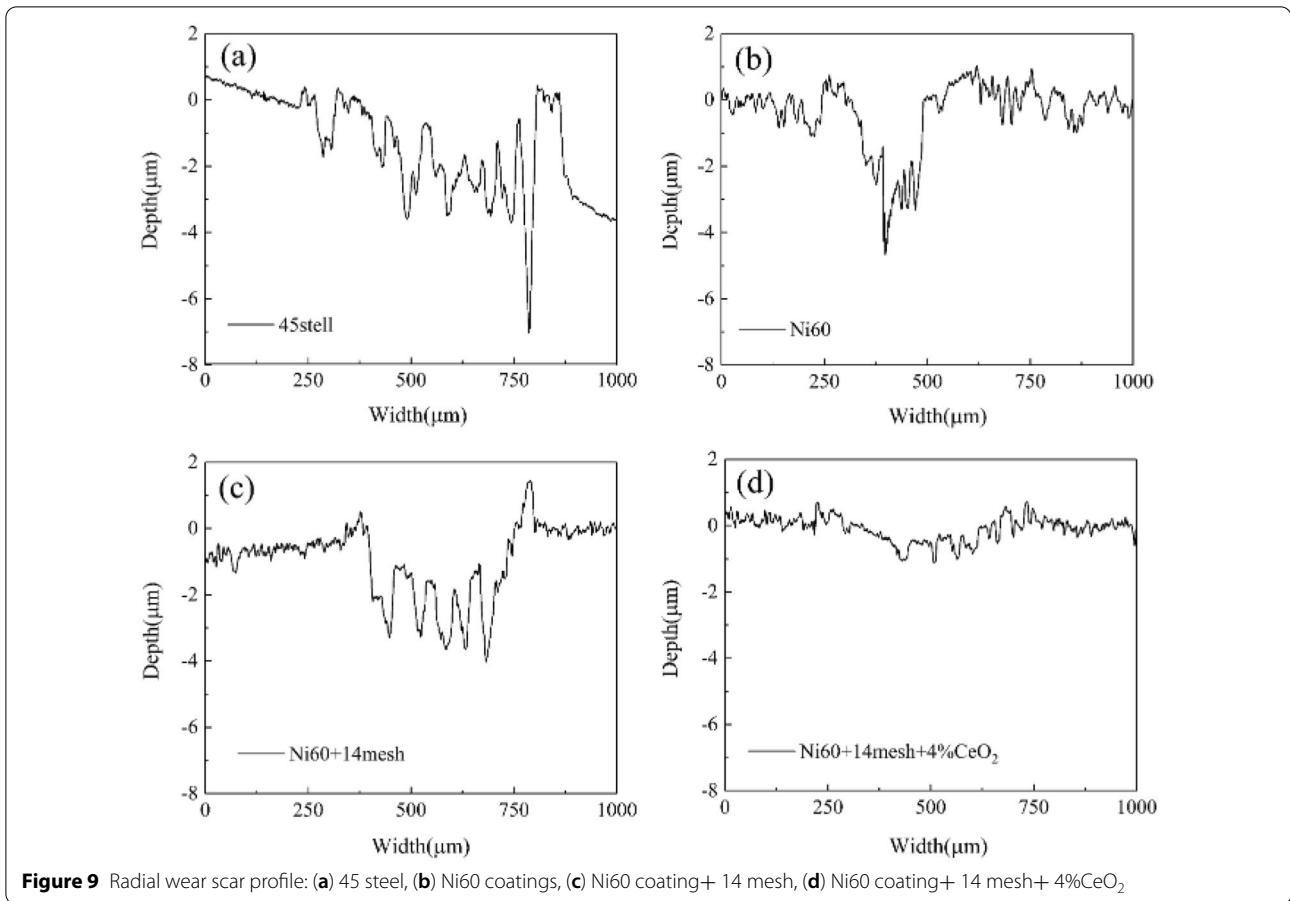 (a)
2
0
-2
-4
-6
-8
Depth(μm)
45stell
0 250 500 750 1000
Width(μm)
(b)
2
0
-2
-4
-6
-8
Depth(μm)
Ni60
0 250 500 750 1000
Width(μm)
(c)
2
0
-2
-4
-6
-8
Depth(μm)
Ni60+14mesh
0 250 500 750 1000
Width(μm)
(d)
2
0
-2
-4
-6
-8
Depth(μm)
Ni60+14mesh+4%CeO₂
0 250 500 750 1000
Width(μm)
Figure 9 Radial wear scar profile: (a) 45 steel, (b) Ni60 coatings, (c) Ni60 coating+ 14 mesh, (d) Ni60 coating+ 14 mesh+ 4%CeO₂